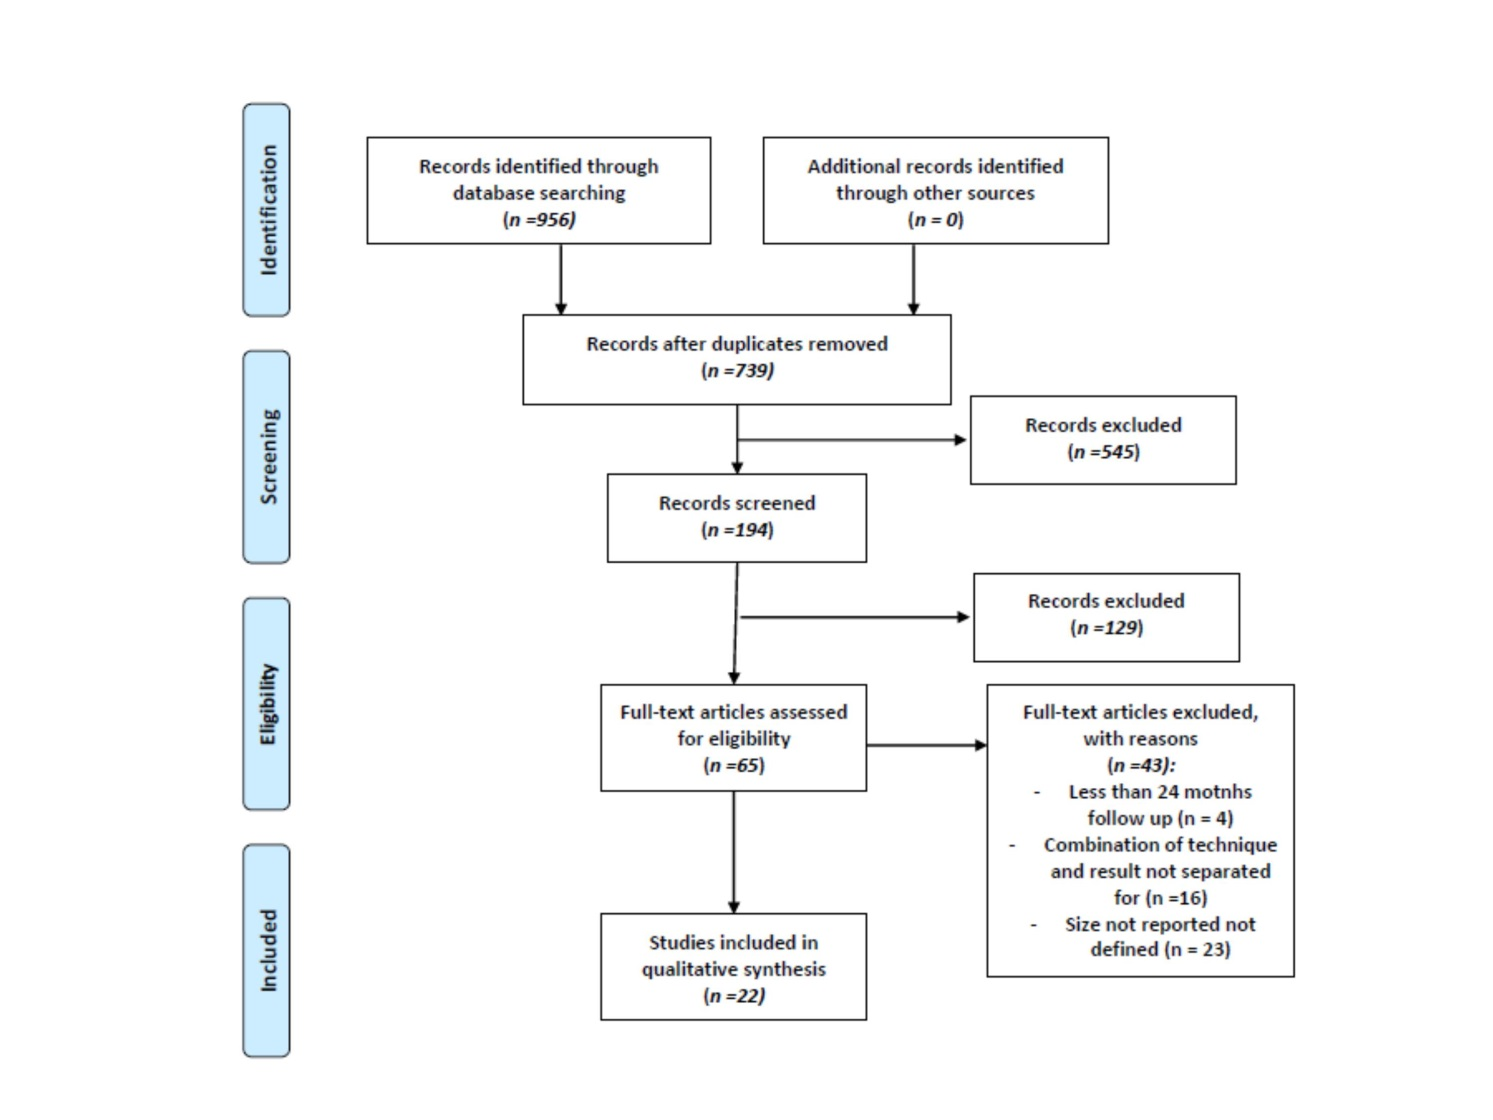 Identification
Records identified through
database searching
(n =956)
Additional records identified
through other sources
(n = 0)
Records after duplicates removed
(n =739)
Screening
Records excluded
(n =545)
Records screened
(n =194)
Records excluded
(n =129)
Eligibility
Full-text articles assessed
for eligibility
(n =65)
Full-text articles excluded,
with reasons
(n =43):
- Less than 24 motnhs
follow up (n = 4)
- Combination of technique
and result not separated
for (n =16)
- Size not reported not
defined (n = 23)
Included
Studies included in
qualitative synthesis
(n =22)